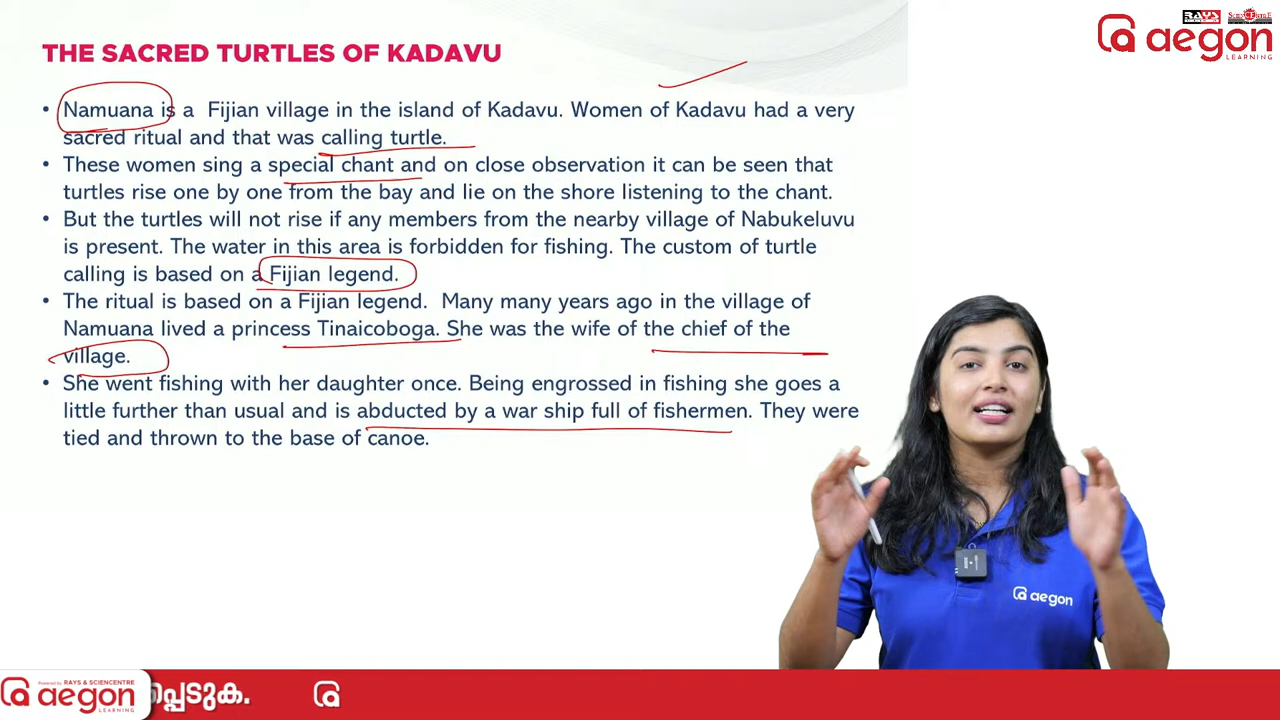 RAYS
SCIENCENTRE
aegon
LEARNING
THE SACRED TURTLES OF KADAVU
• Namuana is a Fijian village in the island of Kadavu. Women of Kadavu had a very
sacred ritual and that was calling turtle.
• These women sing a special chant and on close observation it can be seen that
turtles rise one by one from the bay and lie on the shore listening to the chant.
• But the turtles will not rise if any members from the nearby village of Nabukeluvu
is present. The water in this area is forbidden for fishing. The custom of turtle
calling is based on a Fijian legend.
• The ritual is based on a Fijian legend. Many many years ago in the village of
Namuana lived a princess Tinaicoboga. She was the wife of the chief of the
village.
• She went fishing with her daughter once. Being engrossed in fishing she goes a
little further than usual and is abducted by a war ship full of fishermen. They were
tied and thrown to the base of canoe.
aegon
Powered by RAYS & SCIENCENTRE
aegon
LEARNING
പ്പെടുക.